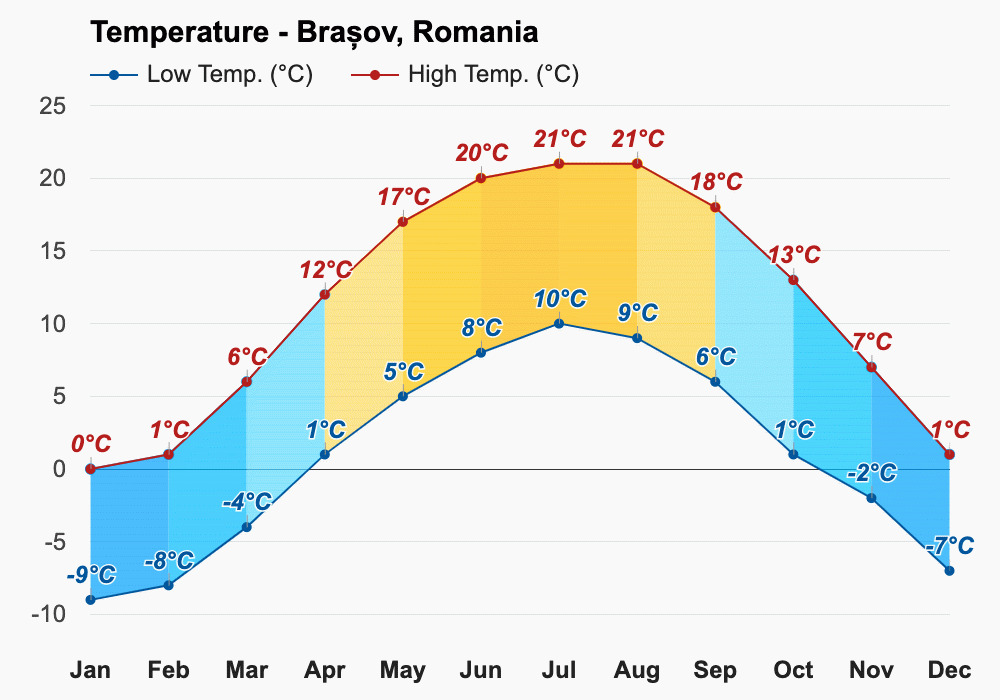 Temperature - Brașov, Romania
Low Temp. (°C) High Temp. (°C)
25
20
15
10
5
0
-5
-10
0°C 1°C 6°C 12°C 17°C 20°C 21°C 21°C 18°C 13°C 7°C 1°C
-9°C -8°C -4°C 1°C 5°C 8°C 10°C 9°C 6°C 1°C -2°C -7°C
Jan Feb Mar Apr May Jun Jul Aug Sep Oct Nov Dec